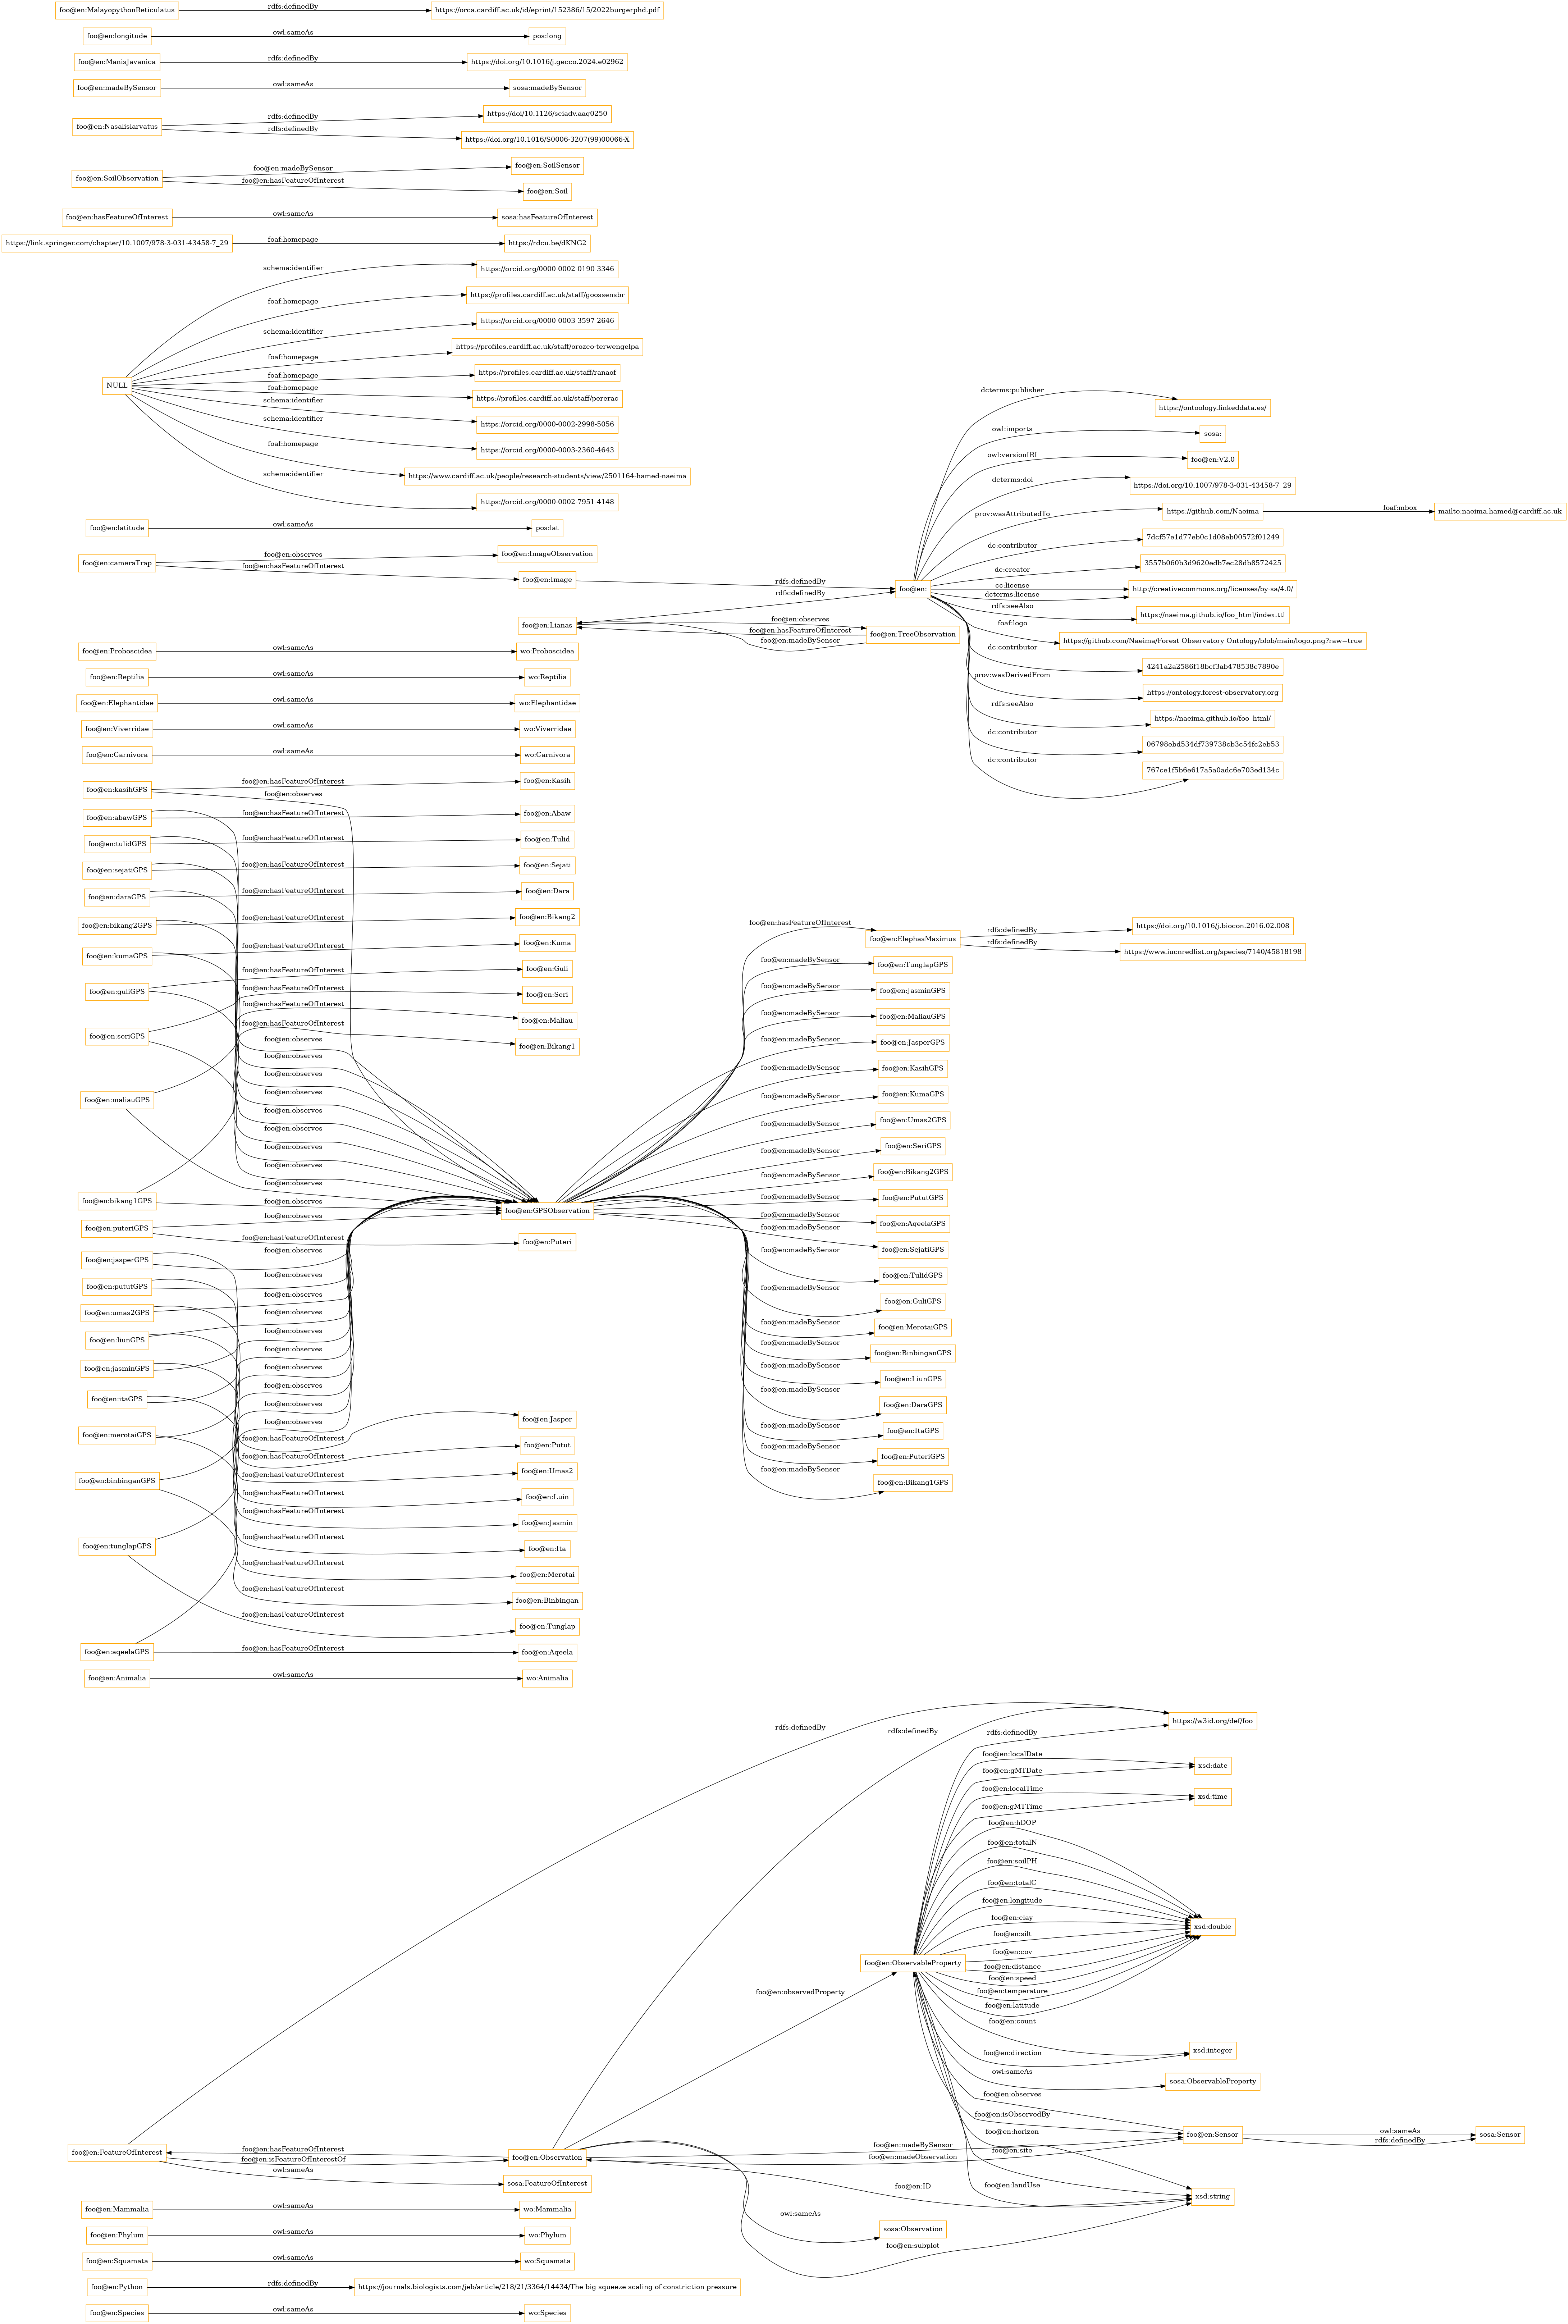 foo@en:MalayopythonReticulatus
rdfs:definedBy
https://orca.cardiff.ac.uk/id/eprint/152386/15/2022burgerphd.pdf
foo@en:longitude
owl:sameAs
pos:long
foo@en:ManisJavanica
rdfs:definedBy
https://doi.org/10.1016/j.gecco.2024.e02962
foo@en:madeBySensor
owl:sameAs
sosa:madeBySensor
foo@en:Nasalislarvatus
rdfs:definedBy
https://doi/10.1126/sciadv.aaq0250
rdfs:definedBy
https://doi.org/10.1016/S0006-3207(99)00066-X
foo@en:SoilObservation
foo@en:madeBySensor
foo@en:SoilSensor
foo@en:hasFeatureOfInterest
foo@en:Soil
foo@en:hasFeatureOfInterest
owl:sameAs
sosa:hasFeatureOfInterest
https://link.springer.com/chapter/10.1007/978-3-031-43458-7_29
foaf:homepage
https://rdcu.be/dKNG2
NULL
schema:identifier
https://orcid.org/0000-0002-0190-3346
foaf:homepage
https://profiles.cardiff.ac.uk/staff/goossensbr
schema:identifier
https://orcid.org/0000-0003-3597-2646
foaf:homepage
https://profiles.cardiff.ac.uk/staff/orozco-terwengelpa
foaf:homepage
https://profiles.cardiff.ac.uk/staff/ranaof
foaf:homepage
https://profiles.cardiff.ac.uk/staff/pererac
schema:identifier
https://orcid.org/0000-0002-2998-5056
schema:identifier
https://orcid.org/0000-0003-2360-4643
foaf:homepage
https://www.cardiff.ac.uk/people/research-students/view/2501164-hamed-naeima
schema:identifier
https://orcid.org/0000-0002-7951-4148
foo@en:latitude
owl:sameAs
pos:lat
foo@en:cameraTrap
foo@en:observes
foo@en:ImageObservation
foo@en:hasFeatureOfInterest
foo@en:Image
rdfs:definedBy
foo@en:
rdfs:definedBy
foo@en:Lianas
foo@en:observes
foo@en:hasFeatureOfInterest
foo@en:madeBySensor
foo@en:TreeObservation
dcterms:publisher
https://ontoology.linkeddata.es/
owl:imports
sosa:
owl:versionIRI
foo@en:V2.0
dcterms:doi
https://doi.org/10.1007/978-3-031-43458-7_29
prov:wasAttributedTo
https://github.com/Naeima
foaf:mbox
mailto:naeima.hamed@cardiff.ac.uk
dc:contributor
7dcf57e1d77eb0c1d08eb00572f01249
dc:creator
3557b060b3d9620edb7ec28db8572425
cc:license
dcterms:license
http://creativecommons.org/licenses/by-sa/4.0/
rdfs:seeAlso
https://naeima.github.io/foo_html/index.ttl
foaf:logo
https://github.com/Naeima/Forest-Observatory-Ontology/blob/main/logo.png?raw=true
dc:contributor
4241a2a2586f18bcf3ab478538c7890e
prov:wasDerivedFrom
https://ontology.forest-observatory.org
rdfs:seeAlso
https://naeima.github.io/foo_html/
dc:contributor
06798ebd534df739738cb3c54fc2eb53
dc:contributor
767ce1f5b6e617a5a0adc6e703ed134c
foo@en:Proboscidea
owl:sameAs
wo:Proboscidea
foo@en:Reptilia
owl:sameAs
wo:Reptilia
foo@en:Elephantidae
owl:sameAs
wo:Elephantidae
foo@en:Viverridae
owl:sameAs
wo:Viverridae
foo@en:Carnivora
owl:sameAs
wo:Carnivora
foo@en:kasihGPS
foo@en:hasFeatureOfInterest
foo@en:Kasih
foo@en:observes
foo@en:abawGPS
foo@en:hasFeatureOfInterest
foo@en:Abaw
foo@en:tulidGPS
foo@en:hasFeatureOfInterest
foo@en:Tulid
foo@en:sejatiGPS
foo@en:hasFeatureOfInterest
foo@en:Sejati
foo@en:daraGPS
foo@en:hasFeatureOfInterest
foo@en:Dara
foo@en:bikang2GPS
foo@en:hasFeatureOfInterest
foo@en:Bikang2
foo@en:kumaGPS
foo@en:hasFeatureOfInterest
foo@en:Kuma
foo@en:guliGPS
foo@en:hasFeatureOfInterest
foo@en:Guli
foo@en:seriGPS
foo@en:hasFeatureOfInterest
foo@en:Seri
foo@en:maliauGPS
foo@en:hasFeatureOfInterest
foo@en:Maliau
foo@en:bikang1GPS
foo@en:hasFeatureOfInterest
foo@en:Bikang1
foo@en:observes
foo@en:observes
foo@en:observes
foo@en:observes
foo@en:observes
foo@en:observes
foo@en:observes
foo@en:observes
foo@en:observes
foo@en:observes
foo@en:GPSObservation
foo@en:puteriGPS
foo@en:observes
foo@en:hasFeatureOfInterest
foo@en:Puteri
foo@en:jasperGPS
foo@en:observes
foo@en:pututGPS
foo@en:observes
foo@en:umas2GPS
foo@en:observes
foo@en:liunGPS
foo@en:observes
foo@en:jasminGPS
foo@en:observes
foo@en:itaGPS
foo@en:observes
foo@en:merotaiGPS
foo@en:observes
foo@en:binbinganGPS
foo@en:observes
foo@en:tunglapGPS
foo@en:observes
foo@en:aqeelaGPS
foo@en:hasFeatureOfInterest
foo@en:Jasper
foo@en:hasFeatureOfInterest
foo@en:Putut
foo@en:hasFeatureOfInterest
foo@en:Umas2
foo@en:hasFeatureOfInterest
foo@en:Luin
foo@en:hasFeatureOfInterest
foo@en:Jasmin
foo@en:hasFeatureOfInterest
foo@en:Ita
foo@en:hasFeatureOfInterest
foo@en:Merotai
foo@en:hasFeatureOfInterest
foo@en:Binbingan
foo@en:hasFeatureOfInterest
foo@en:Tunglap
foo@en:hasFeatureOfInterest
foo@en:Aqeela
foo@en:hasFeatureOfInterest
foo@en:ElephasMaximus
rdfs:definedBy
https://doi.org/10.1016/j.biocon.2016.02.008
rdfs:definedBy
https://www.iucnredlist.org/species/7140/45818198
foo@en:madeBySensor
foo@en:TunglapGPS
foo@en:madeBySensor
foo@en:JasminGPS
foo@en:madeBySensor
foo@en:MaliauGPS
foo@en:madeBySensor
foo@en:JasperGPS
foo@en:madeBySensor
foo@en:KasihGPS
foo@en:madeBySensor
foo@en:KumaGPS
foo@en:madeBySensor
foo@en:Umas2GPS
foo@en:madeBySensor
foo@en:SeriGPS
foo@en:madeBySensor
foo@en:Bikang2GPS
foo@en:madeBySensor
foo@en:PututGPS
foo@en:madeBySensor
foo@en:AqeelaGPS
foo@en:madeBySensor
foo@en:SejatiGPS
foo@en:madeBySensor
foo@en:TulidGPS
foo@en:madeBySensor
foo@en:GuliGPS
foo@en:madeBySensor
foo@en:MerotaiGPS
foo@en:madeBySensor
foo@en:BinbinganGPS
foo@en:madeBySensor
foo@en:LiunGPS
foo@en:madeBySensor
foo@en:DaraGPS
foo@en:madeBySensor
foo@en:ItaGPS
foo@en:madeBySensor
foo@en:PuteriGPS
foo@en:madeBySensor
foo@en:Bikang1GPS
foo@en:Animalia
owl:sameAs
wo:Animalia
rdfs:definedBy
rdfs:definedBy
rdfs:definedBy
https://w3id.org/def/foo
foo@en:localDate
foo@en:gMTDate
xsd:date
foo@en:localTime
foo@en:gMTTime
xsd:time
foo@en:hDOP
foo@en:totalN
foo@en:soilPH
foo@en:totalC
foo@en:longitude
foo@en:clay
foo@en:silt
foo@en:cov
foo@en:distance
foo@en:speed
foo@en:temperature
foo@en:latitude
xsd:double
foo@en:ObservableProperty
foo@en:observedProperty
foo@en:count
foo@en:direction
xsd:integer
owl:sameAs
sosa:ObservableProperty
foo@en:observes
foo@en:isObservedBy
foo@en:horizon
foo@en:Sensor
owl:sameAs
rdfs:definedBy
sosa:Sensor
foo@en:FeatureOfInterest
foo@en:hasFeatureOfInterest
foo@en:isFeatureOfInterestOf
foo@en:Observation
foo@en:madeBySensor
foo@en:madeObservation
foo@en:site
owl:sameAs
sosa:FeatureOfInterest
foo@en:ID
foo@en:landUse
xsd:string
owl:sameAs
sosa:Observation
foo@en:subplot
foo@en:Mammalia
owl:sameAs
wo:Mammalia
foo@en:Phylum
owl:sameAs
wo:Phylum
foo@en:Squamata
owl:sameAs
wo:Squamata
foo@en:Python
rdfs:definedBy
https://journals.biologists.com/jeb/article/218/21/3364/14434/The-big-squeeze-scaling-of-constriction-pressure
foo@en:Species
owl:sameAs
wo:Species